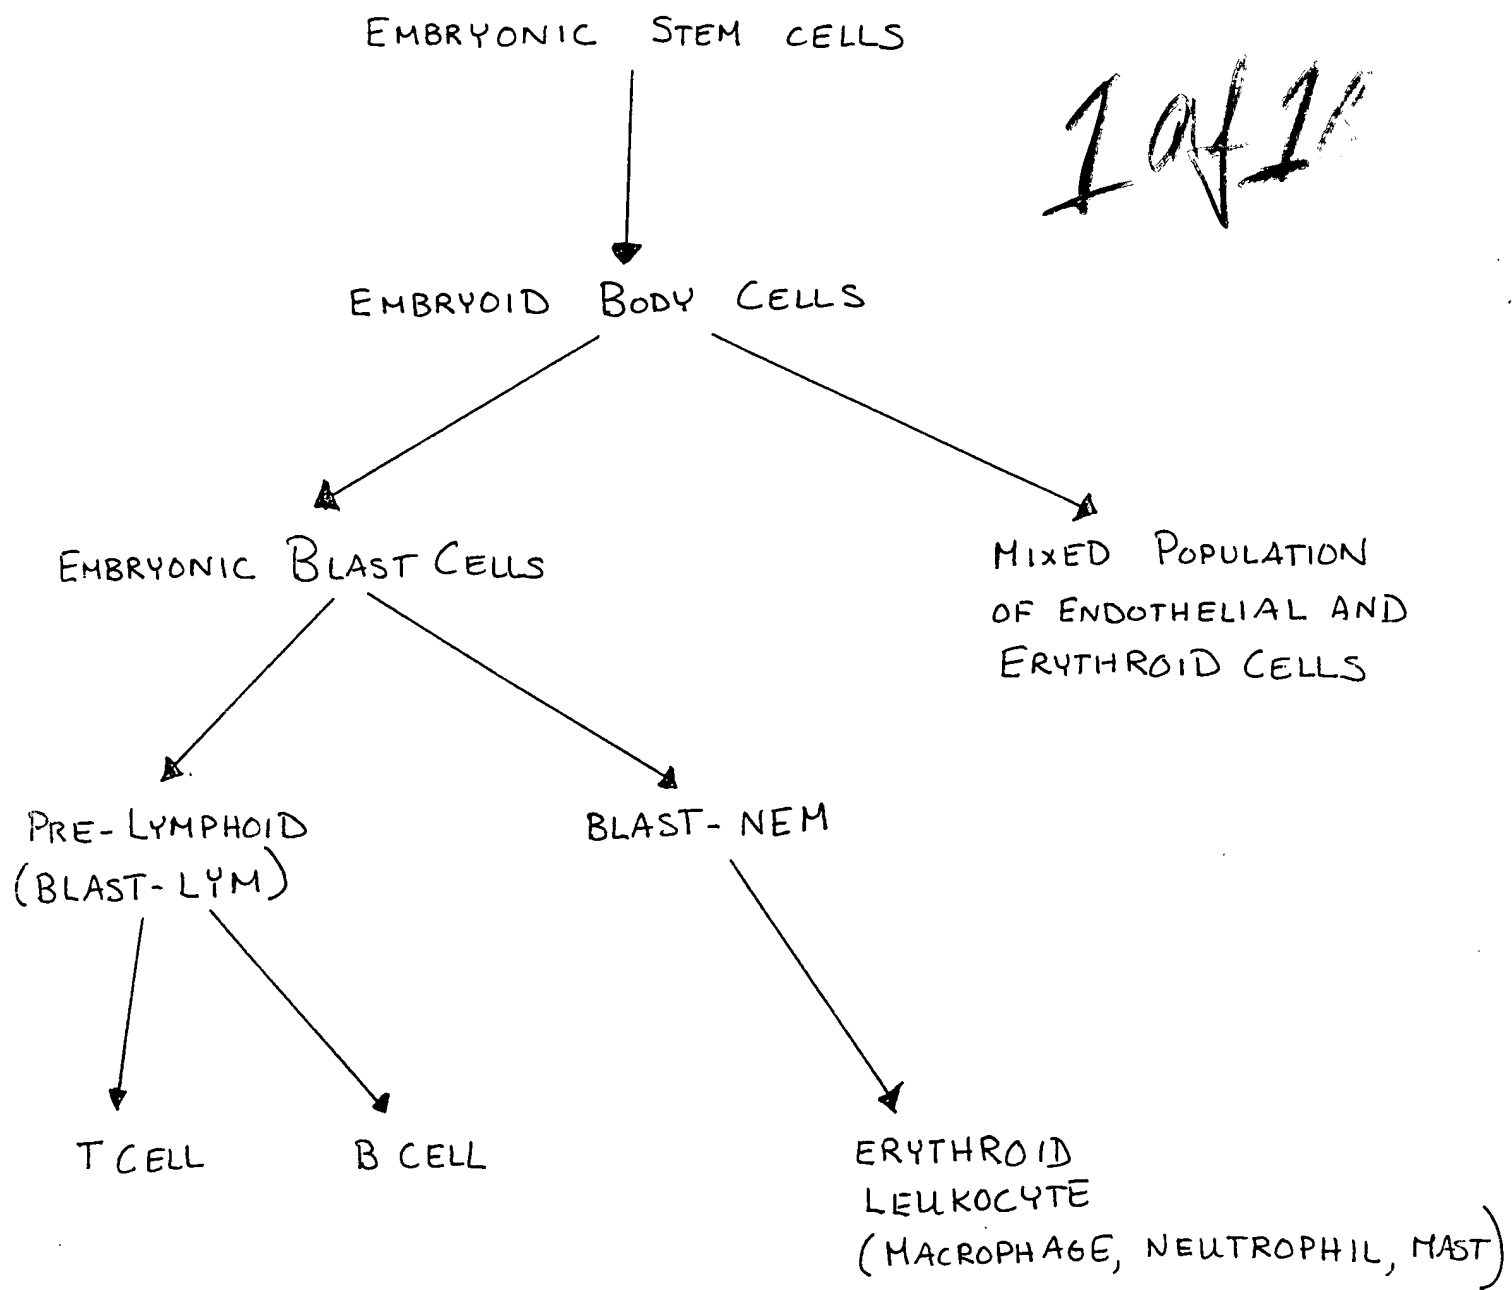 EMBRYONIC STEM CELLS
1 of
EMBRYOID BODY CELLS
EMBRYONIC BLAST CELLS
MIXED POPULATION
OF ENDOTHELIAL AND
ERYTHROID CELLS
PRE-LYMPHOID
(BLAST-LYM)
BLAST-NEM
T CELL
B CELL
ERYTHROID
LEUKOCYTE
(MACROPHAGE, NEUTROPHIL, MAST)